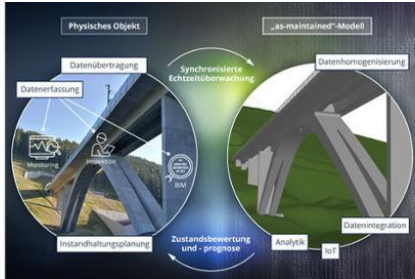 Physisches Objekt
„as-maintained“-Modell
Datenübertragung
Synchronisierte
Echtzeitüberwachung
Datenhomogenisierung
Datenerfassung
Monitoring
Inspektion
BIM
Datenintegration
Instandhaltungsplanung
Zustandsbewertung
und - prognose
Analytik
IoT